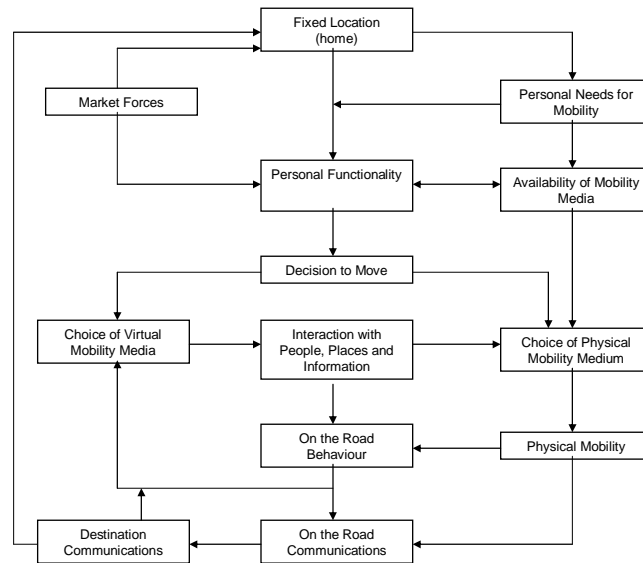 Fixed Location
(home)
Market Forces
Personal Needs for
Mobility
Personal Functionality
Availability of Mobility
Media
Decision to Move
Choice of Virtual
Mobility Media
Interaction with
People, Places and
Information
Choice of Physical
Mobility Medium
On the Road
Behaviour
Physical Mobility
Destination
Communications
On the Road
Communications